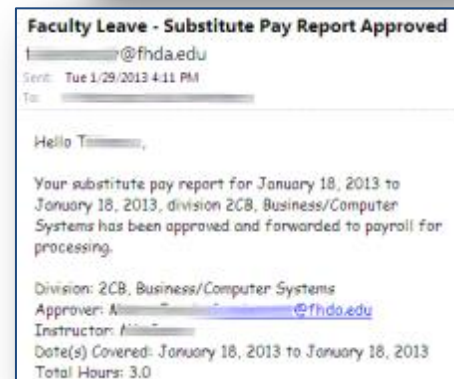 Faculty Leave - Substitute Pay Report Approved
@fhda.edu
Sent: Tue 1/29/2013 4:11 PM
To:
Hello T
Your substitute pay report for January 18, 2013 to
January 18, 2013, division 2CB, Business/Computer
Systems has been approved and forwarded to payroll for
processing.
Division: 2CB, Business/Computer Systems
Approver: @fhda.edu
Instructor:
Date(s) Covered: January 18, 2013 to January 18, 2013
Total Hours: 3.0